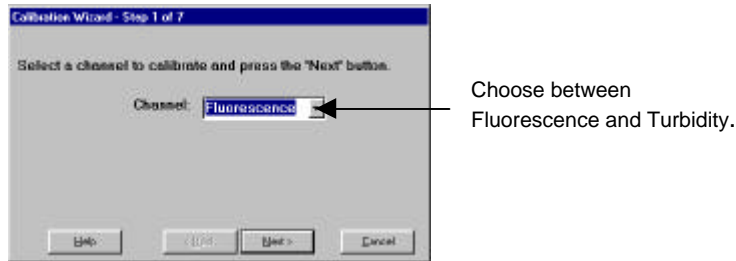 Calibration Wizard - Step 1 of 7
Select a channel to calibrate and press the "Next" button.
Channel: Fluorescence
Choose between
Fluorescence and Turbidity.
Help < Back Next > Cancel